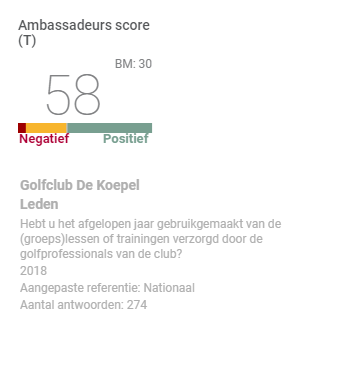 Ambassadeurs score
(T)
BM: 30
58
Negatief Positief
Golfclub De Koepel
Leden
Hebt u het afgelopen jaar gebruikgemaakt van de
(groeps)lessen of trainingen verzorgd door de
golfprofessionals van de club?
2018
Aangepaste referentie: Nationaal
Aantal antwoorden: 274